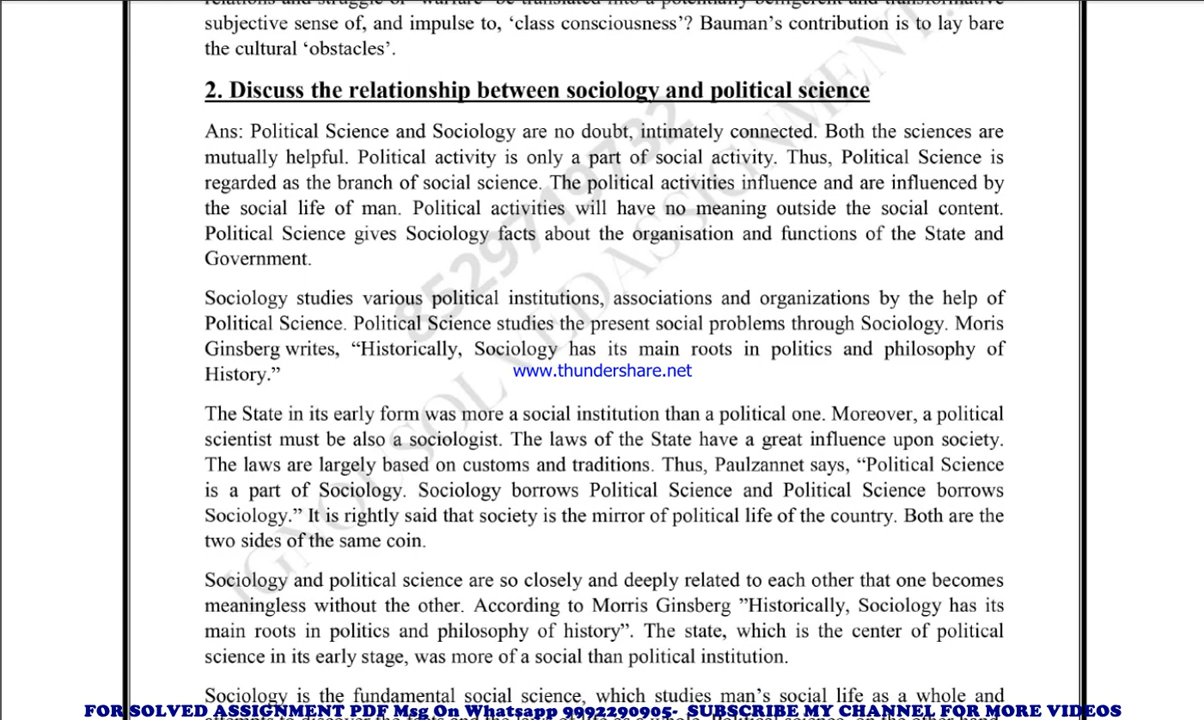 subjective sense of, and impulse to, ‘class consciousness’? Bauman’s contribution is to lay bare
the cultural ‘obstacles’.
2. Discuss the relationship between sociology and political science
Ans: Political Science and Sociology are no doubt, intimately connected. Both the sciences are
mutually helpful. Political activity is only a part of social activity. Thus, Political Science is
regarded as the branch of social science. The political activities influence and are influenced by
the social life of man. Political activities will have no meaning outside the social content.
Political Science gives Sociology facts about the organisation and functions of the State and
Government.
Sociology studies various political institutions, associations and organizations by the help of
Political Science. Political Science studies the present social problems through Sociology. Moris
Ginsberg writes, “Historically, Sociology has its main roots in politics and philosophy of
History.”
www.thundershare.net
The State in its early form was more a social institution than a political one. Moreover, a political
scientist must be also a sociologist. The laws of the State have a great influence upon society.
The laws are largely based on customs and traditions. Thus, Paulzannet says, “Political Science
is a part of Sociology. Sociology borrows Political Science and Political Science borrows
Sociology.” It is rightly said that society is the mirror of political life of the country. Both are the
two sides of the same coin.
Sociology and political science are so closely and deeply related to each other that one becomes
meaningless without the other. According to Morris Ginsberg ”Historically, Sociology has its
main roots in politics and philosophy of history”. The state, which is the center of political
science in its early stage, was more of a social than political institution.
Sociology is the fundamental social science, which studies man’s social life as a whole and
FOR SOLVED ASSIGNMENT PDF Msg On Whatsapp 9992290905- SUBSCRIBE MY CHANNEL FOR MORE VIDEOS
8529719732
IGNOUSOLVEDASSIGNMENT.